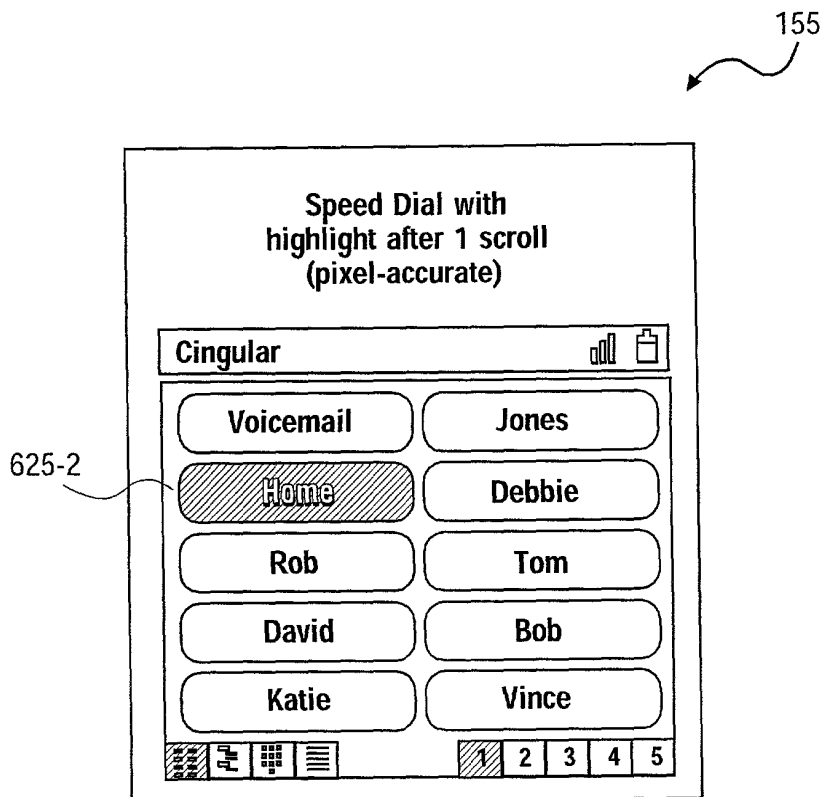 155
Speed Dial with
highlight after 1 scroll
(pixel-accurate)
Cingular
Voicemail Jones
625-2
Home Debbie
Rob Tom
David Bob
Katie Vince
1 2 3 4 5